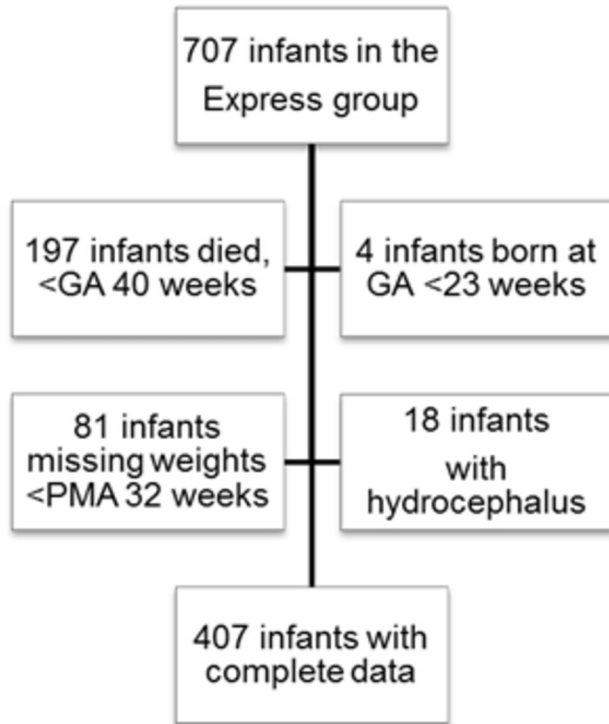 707 infants in the
Express group
197 infants died,
<GA 40 weeks
4 infants born at
GA <23 weeks
81 infants
missing weights
<PMA 32 weeks
18 infants
with
hydrocephalus
407 infants with
complete data